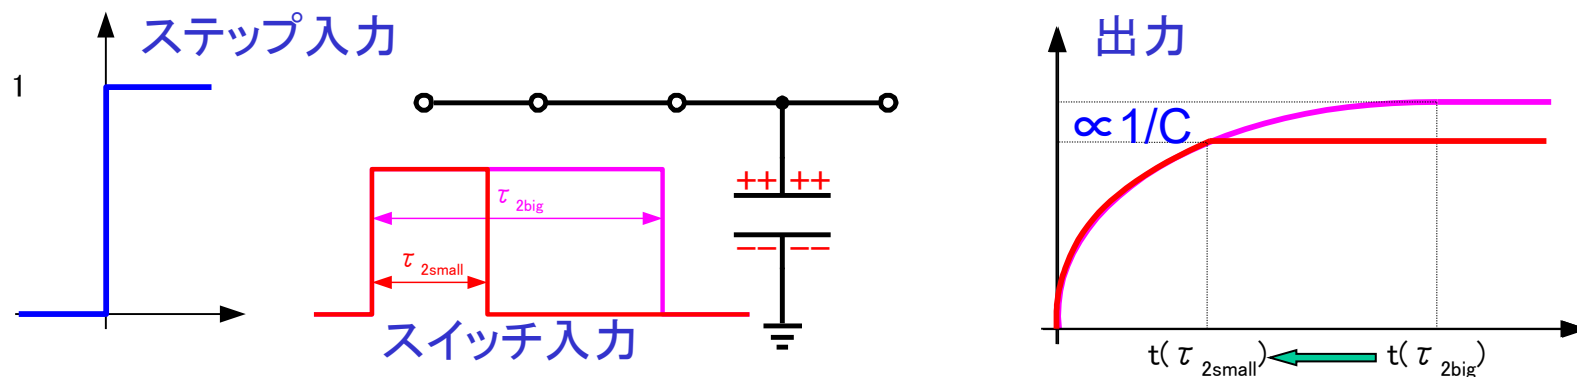 ステップ入力
1
τ 2big
τ 2small
スイッチ入力
++ ++
−− −−
出力
∝1/C
t( τ 2small)
t( τ 2big)